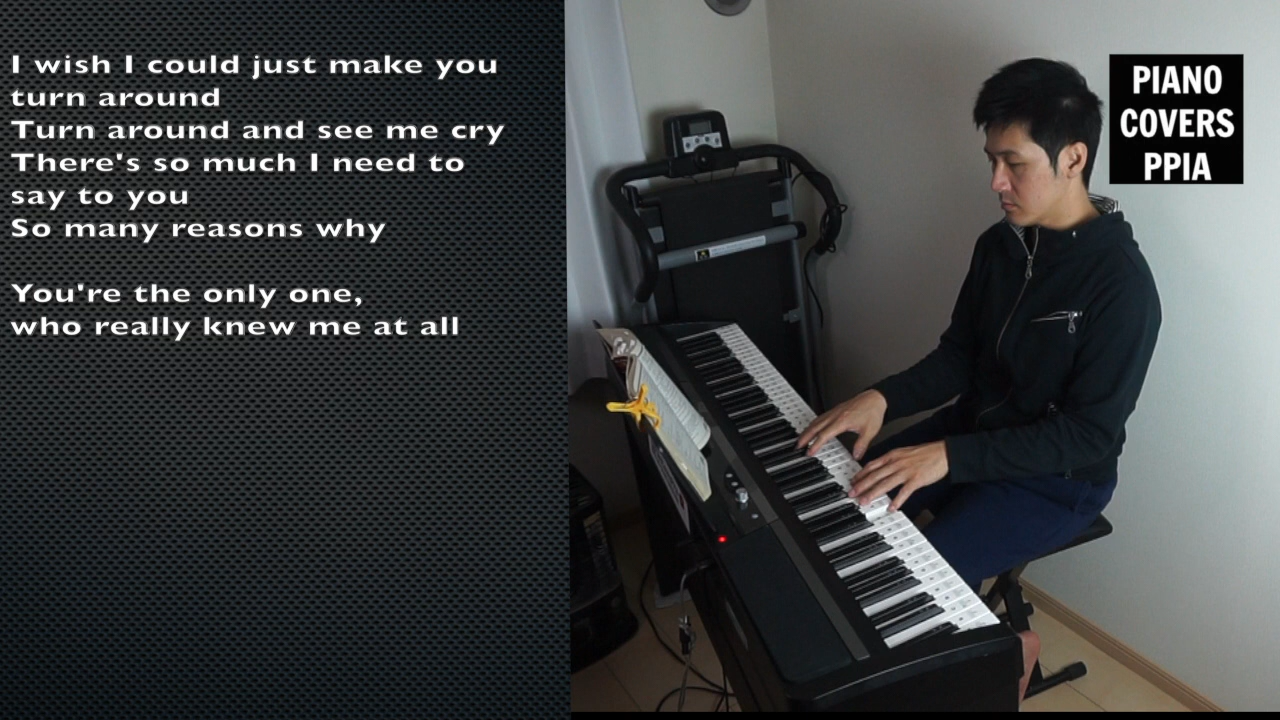 I wish I could just make you
turn around
Turn around and see me cry
There's so much I need to
say to you
So many reasons why
You're the only one,
who really knew me at all
PIANO
COVERS
PPIA